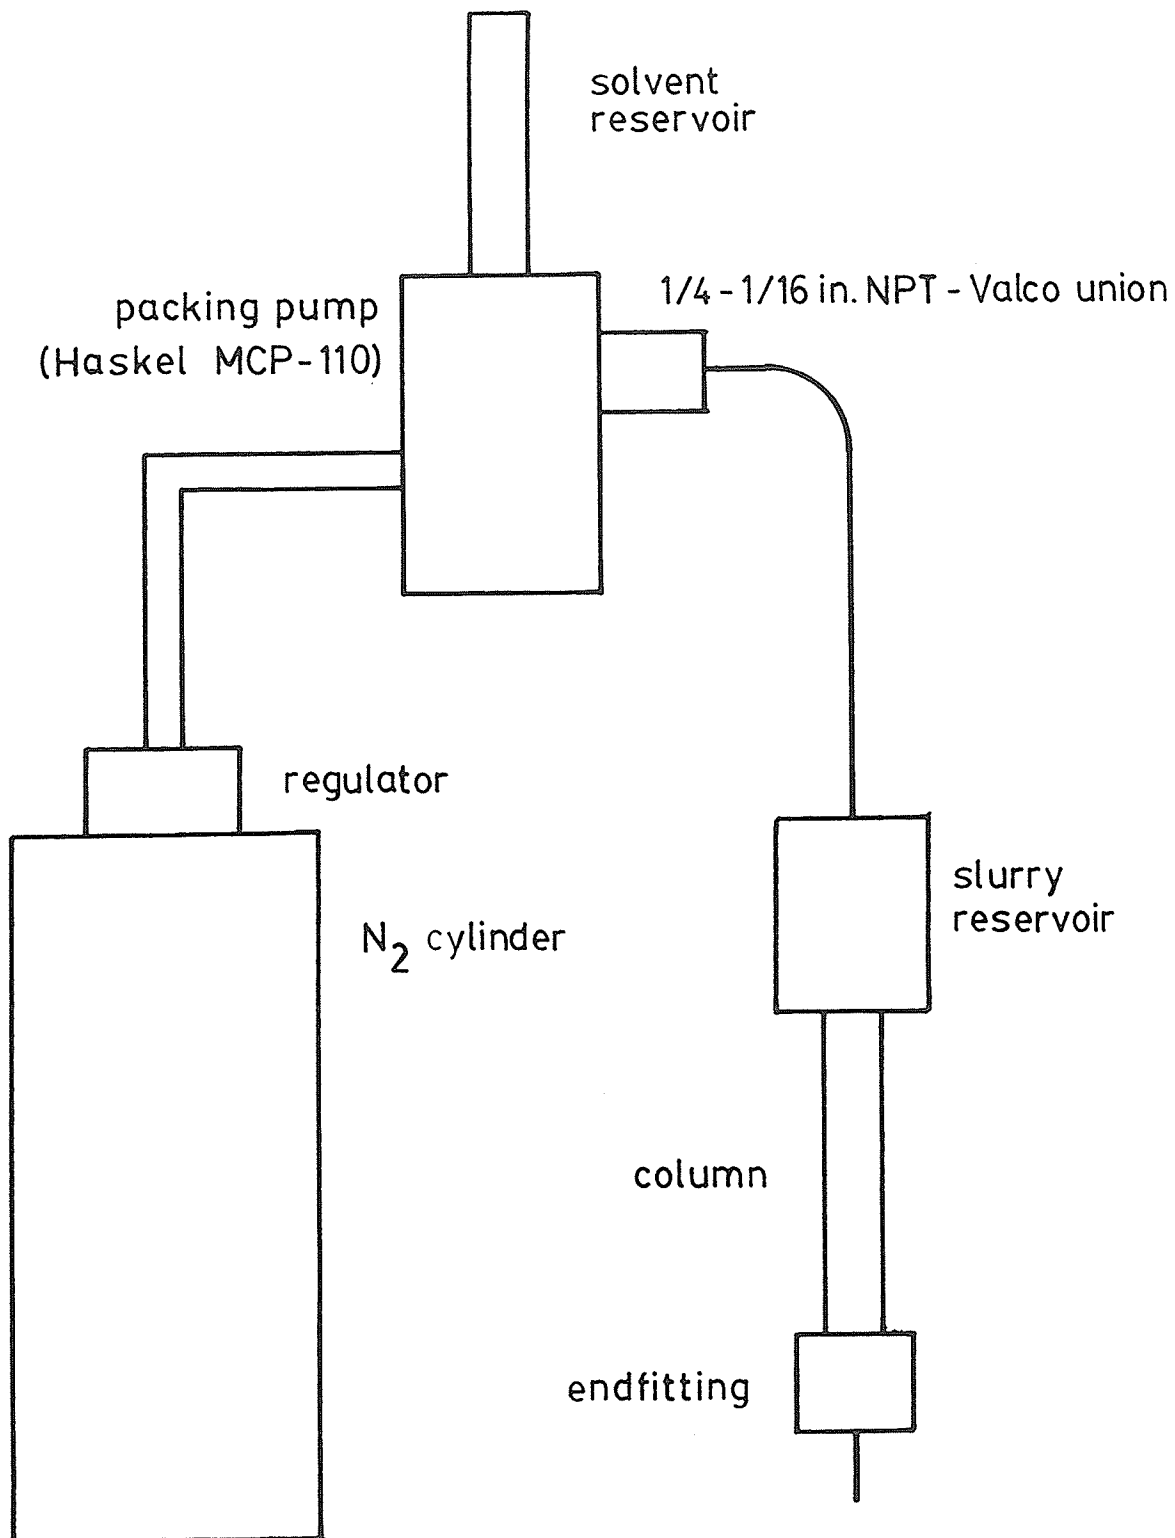 solvent
reservoir
1/4 - 1/16 in. NPT - Valco union
packing pump
(Haskel MCP-110)
regulator
slurry
reservoir
N₂ cylinder
column
endfitting